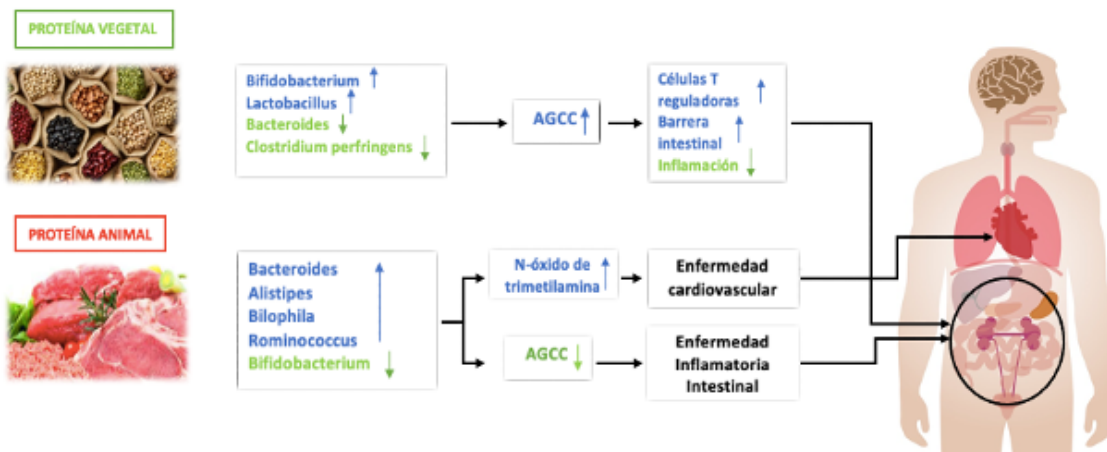 PROTEÍNA VEGETAL
Bifidobacterium ↑
Lactobacillus ↑
Bacteroides ↓
Clostridium perfringens ↓
AGCC ↑
Células T ↑
reguladoras
Barrera ↑
intestinal
Inflamación ↓
PROTEÍNA ANIMAL
Bacteroides ↑
Alistipes
Bilophila
Rominococcus
Bifidobacterium ↓
N-óxido de ↑
trimetilamina
Enfermedad
cardiovascular
AGCC ↓
Enfermedad
Inflamatoria
Intestinal